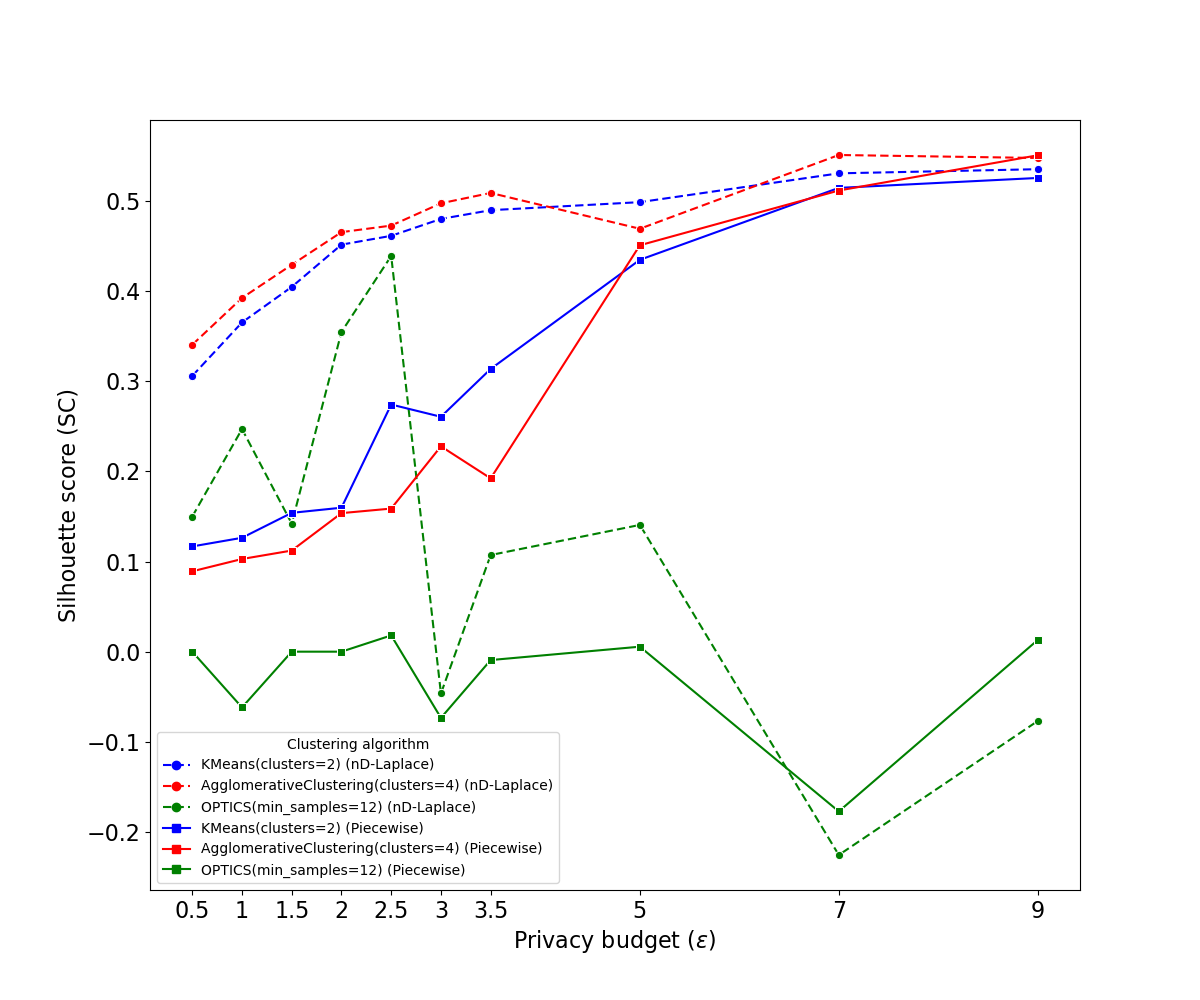 Silhouette score (SC)
0.5
0.4
0.3
0.2
0.1
0.0
−0.1
−0.2
Clustering algorithm
KMeans(clusters=2) (nD-Laplace)
AgglomerativeClustering(clusters=4) (nD-Laplace)
OPTICS(min_samples=12) (nD-Laplace)
KMeans(clusters=2) (Piecewise)
AgglomerativeClustering(clusters=4) (Piecewise)
OPTICS(min_samples=12) (Piecewise)
0.5 1 1.5 2 2.5 3 3.5 5 7 9
Privacy budget (ε)